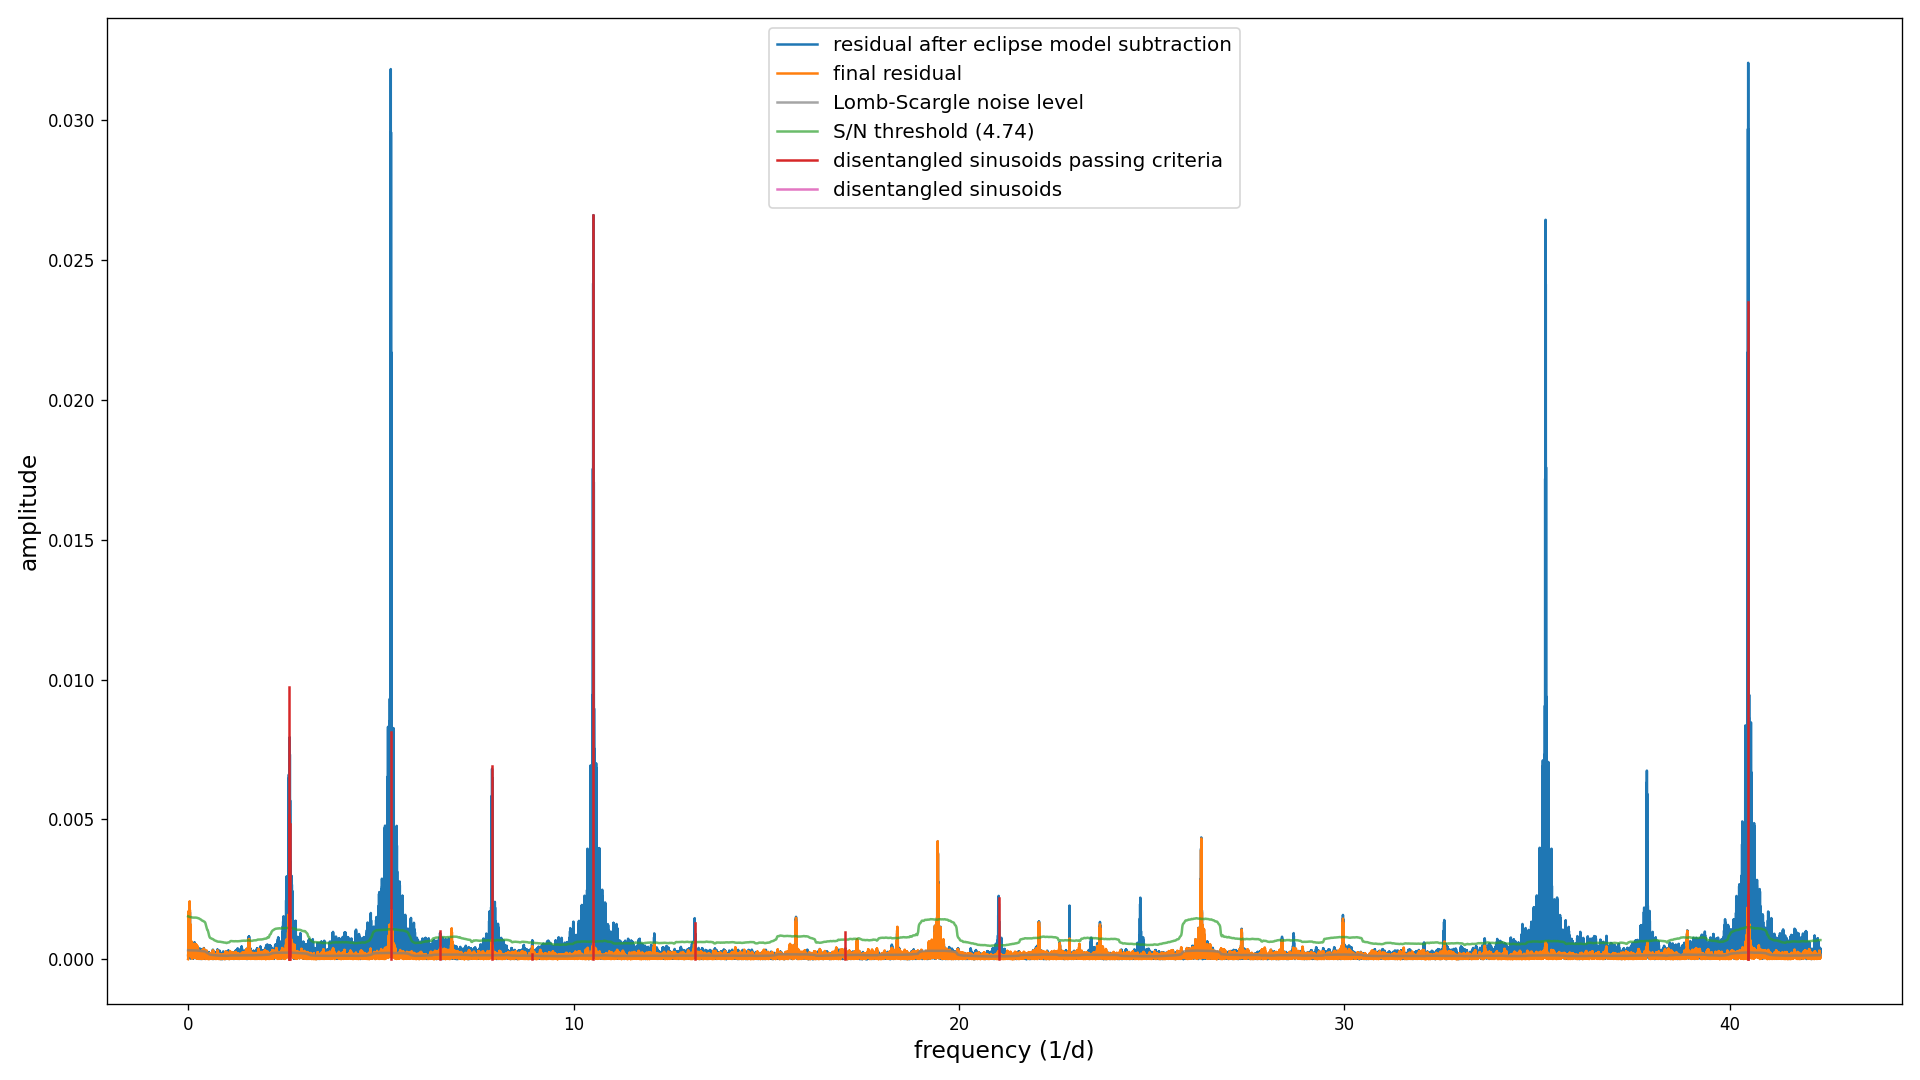 residual after eclipse model subtraction
final residual
Lomb-Scargle noise level
S/N threshold (4.74)
disentangled sinusoids passing criteria
disentangled sinusoids
amplitude
0.030
0.025
0.020
0.015
0.010
0.005
0.000
0 10 20 30 40
frequency (1/d)